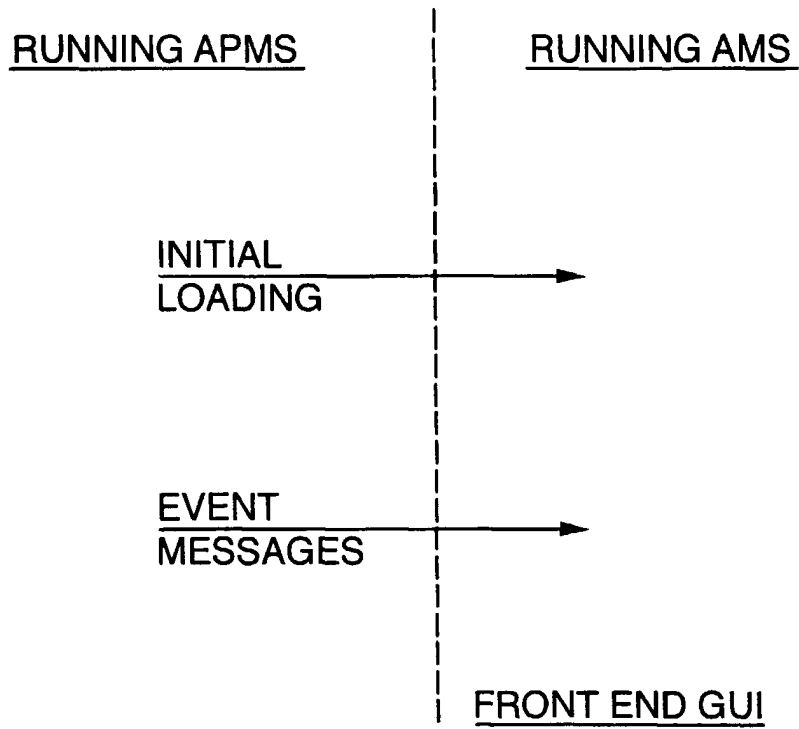 RUNNING APMS
RUNNING AMS
INITIAL
LOADING
EVENT
MESSAGES
FRONT END GUI